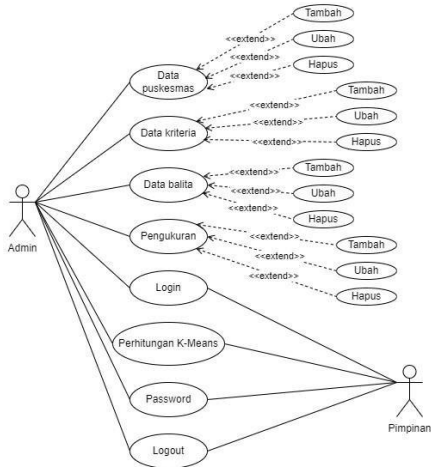 Tambah
<<extend>>
Ubah
<<extend>>
Hapus
<<extend>>
Data
puskesmas
Tambah
<<extend>>
Ubah
<<extend>>
Hapus
<<extend>>
Data kriteria
Tambah
<<extend>>
Ubah
<<extend>>
Hapus
<<extend>>
Data balita
Tambah
<<extend>>
Ubah
<<extend>>
Hapus
<<extend>>
Pengukuran
Admin
Login
Perhitungan K-Means
Password
Logout
Pimpinan